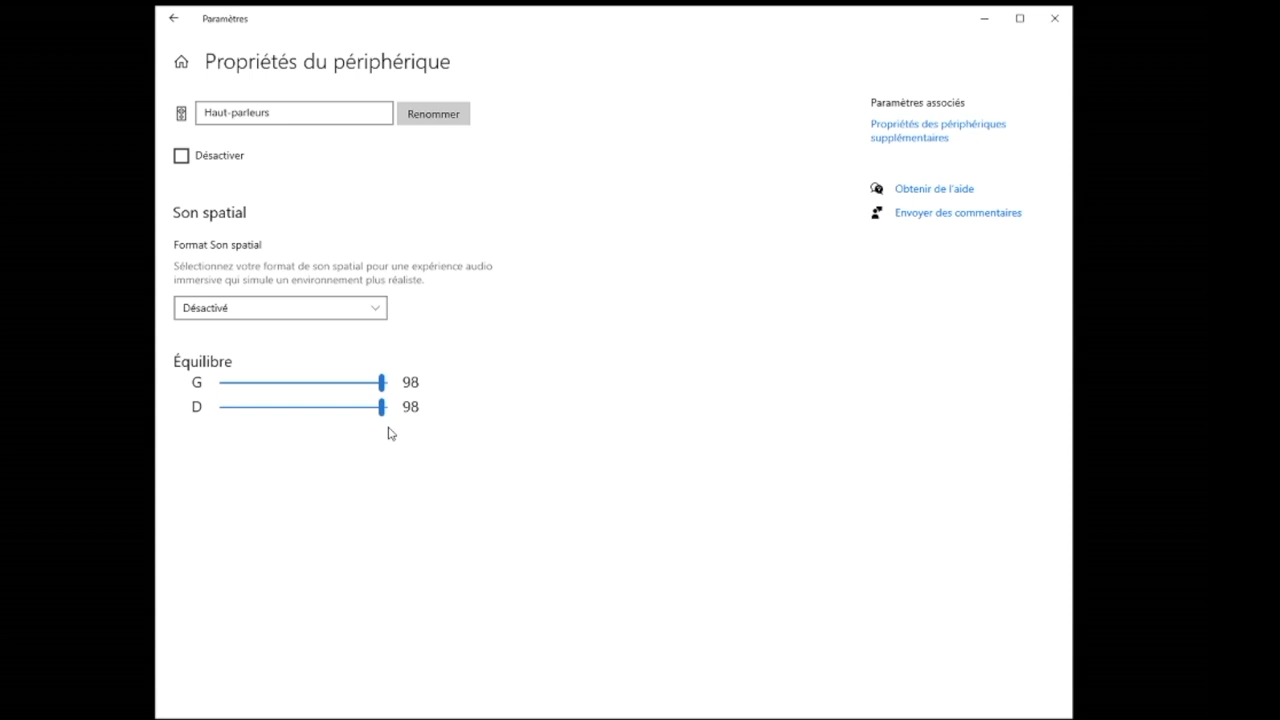 Paramètres
Propriétés du périphérique
Haut-parleurs
Renommer
Désactiver
Son spatial
Format Son spatial
Sélectionnez votre format de son spatial pour une expérience audio
immersive qui simule un environnement plus réaliste.
Désactivé
Équilibre
G 98
D 98
Paramètres associés
Propriétés des périphériques
supplémentaires
Obtenir de l'aide
Envoyer des commentaires